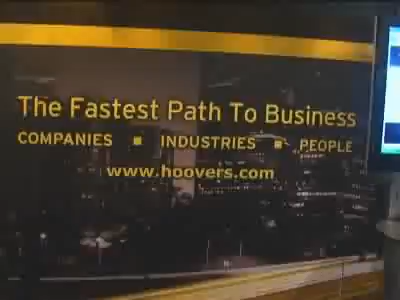 The Fastest Path To Business
COMPANIES ■ INDUSTRIES ■ PEOPLE
www.hoovers.com